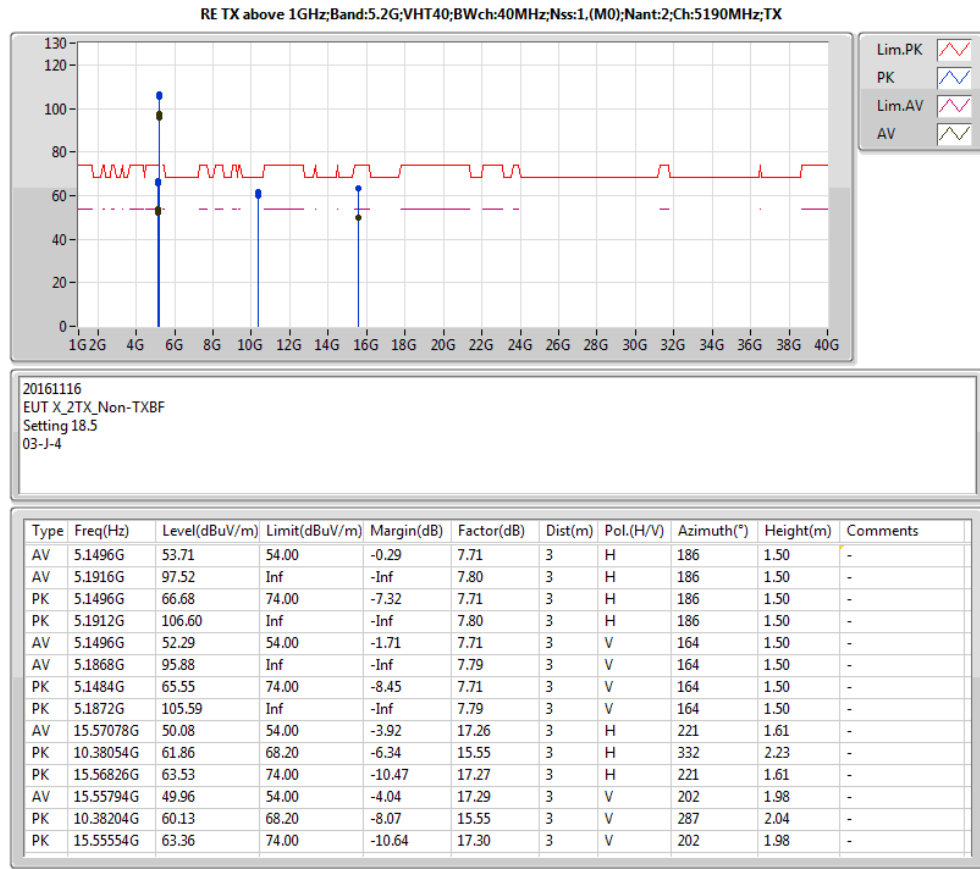 RE TX above 1GHz;Band:5.2G;VHT40;BWch:40MHz;Nss:1,(M0);Nant:2;Ch:5190MHz;TX
130
120
100
80
60
40
20
0
1G 2G 4G 6G 8G 10G 12G 14G 16G 18G 20G 22G 24G 26G 28G 30G 32G 34G 36G 38G 40G
Lim.PK
PK
Lim.AV
AV
20161116
EUT X_2TX_Non-TXBF
Setting 18.5
03-J-4
Type Freq(Hz) Level(dBuV/m) Limit(dBuV/m) Margin(dB) Factor(dB) Dist(m) Pol.(H/V) Azimuth(°) Height(m) Comments
AV 5.1496G 53.71 54.00 -0.29 7.71 3 H 186 1.50 -
AV 5.1916G 97.52 Inf -Inf 7.80 3 H 186 1.50 -
PK 5.1496G 66.68 74.00 -7.32 7.71 3 H 186 1.50 -
PK 5.1912G 106.60 Inf -Inf 7.80 3 H 186 1.50 -
AV 5.1496G 52.29 54.00 -1.71 7.71 3 V 164 1.50 -
AV 5.1868G 95.88 Inf -Inf 7.79 3 V 164 1.50 -
PK 5.1484G 65.55 74.00 -8.45 7.71 3 V 164 1.50 -
PK 5.1872G 105.59 Inf -Inf 7.79 3 V 164 1.50 -
AV 15.57078G 50.08 54.00 -3.92 17.26 3 H 221 1.61 -
PK 10.38054G 61.86 68.20 -6.34 15.55 3 H 332 2.23 -
PK 15.56826G 63.53 74.00 -10.47 17.27 3 H 221 1.61 -
AV 15.55794G 49.96 54.00 -4.04 17.29 3 V 202 1.98 -
PK 10.38204G 60.13 68.20 -8.07 15.55 3 V 287 2.04 -
PK 15.55554G 63.36 74.00 -10.64 17.30 3 V 202 1.98 -